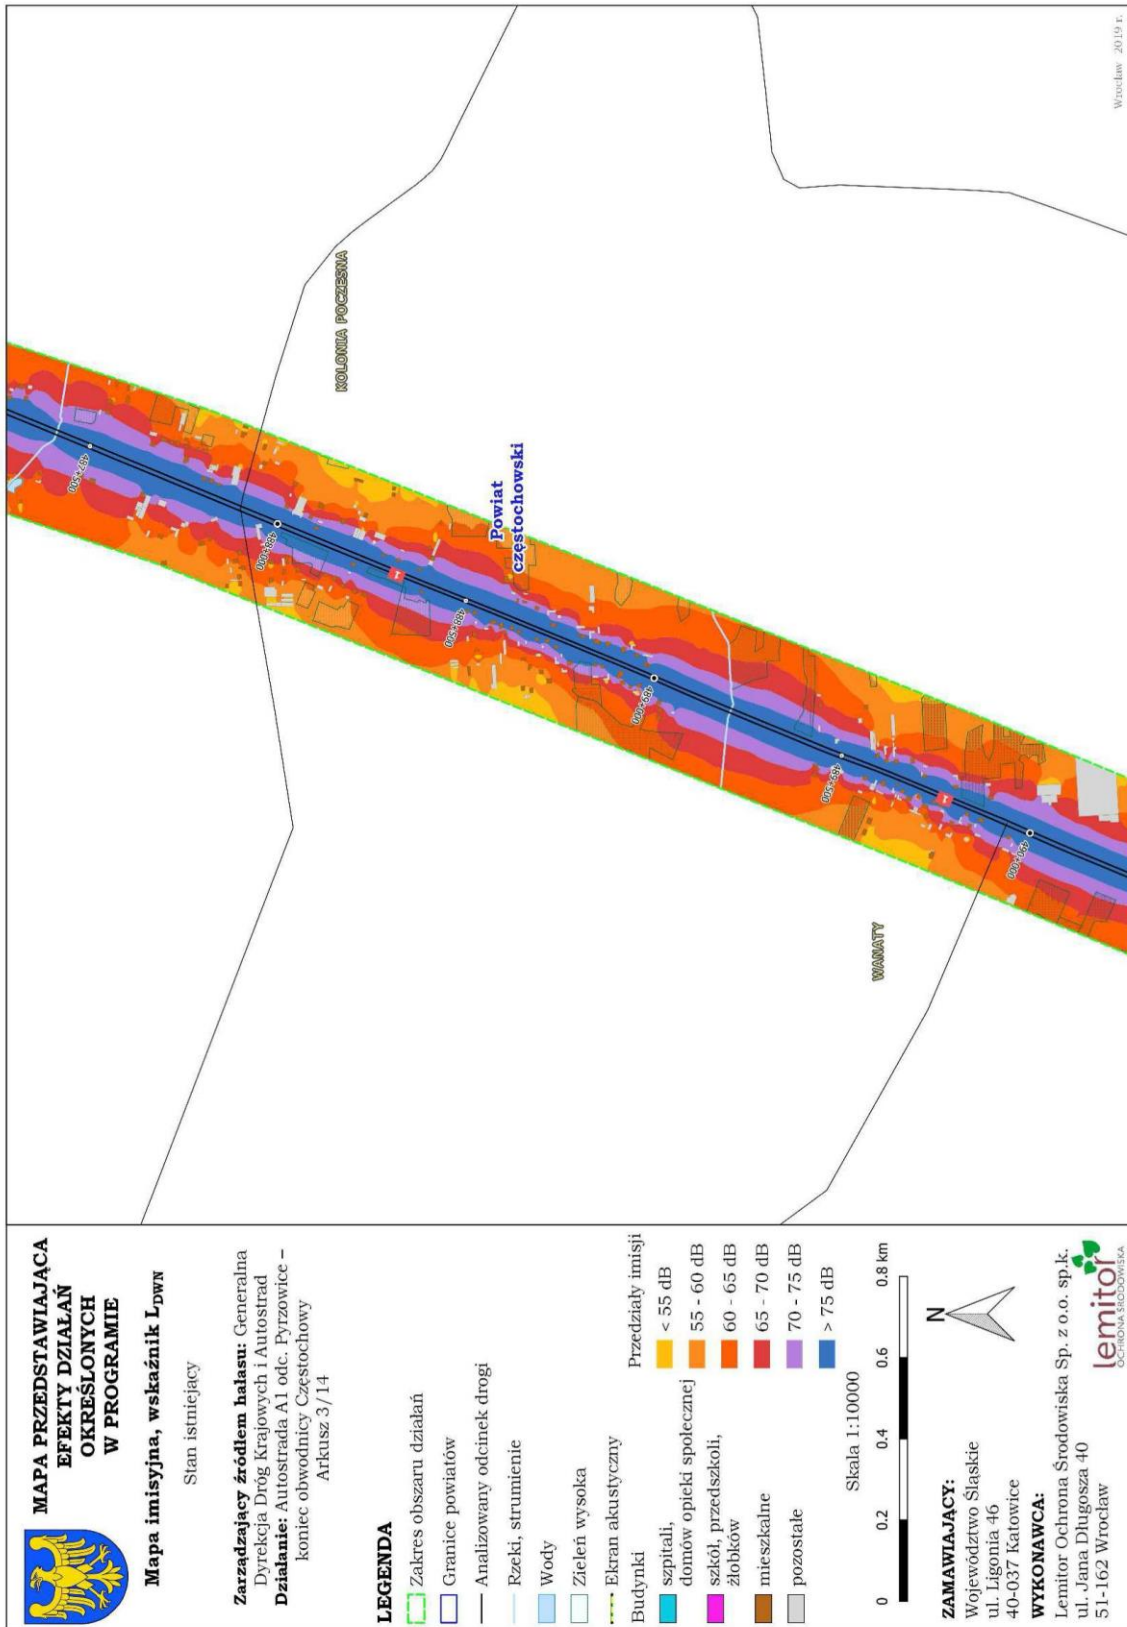 MAPA PRZEDSTAWIAJĄCA
EFEKTY DZIAŁAŃ
OKREŚLONYCH
W PROGRAMIE
Mapa imisyjna, wskaźnik LDWN
Stan istniejący
Zarządzający źródłem hałasu: Generalna
Dyrekcja Dróg Krajowych i Autostrad
Działanie: Autostrada A1 odc. Pyrzowice –
koniec obwodnicy Częstochowy
Arkusz 3/14
LEGENDA
Zakres obszaru działań
Granice powiatów
Analizowany odcinek drogi
Rzeki, strumienie
Wody
Zieleń wysoka
Ekran akustyczny
Budynki
szpitali,
domów opieki społecznej
szkół, przedszkoli,
żłobków
mieszkalne
pozostałe
Przedziały imisji
< 55 dB
55 - 60 dB
60 - 65 dB
65 - 70 dB
70 - 75 dB
> 75 dB
Skala 1:10000
0 0.2 0.4 0.6 0.8 km
N
ZAMAWIAJĄCY:
Województwo Śląskie
ul. Ligonia 46
40-037 Katowice
WYKONAWCA:
Lemitor Ochrona Środowiska Sp. z o.o. sp.k.
ul. Jana Długosza 40
51-162 Wrocław
lemitor
OCHRONA ŚRODOWISKA
487+500
488+000
1
488+500
489+000
489+500
1
490+000
KOLONIA POCZESNA
Powiat
częstochowski
WANATY
Wrocław 2019 r.